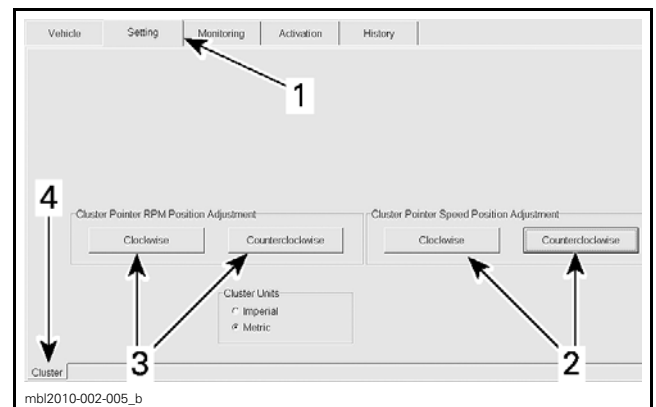 Vehicle Setting Monitoring Activation History
1
4
Cluster Pointer RPM Position Adjustment Cluster Pointer Speed Position Adjustment
Clockwise Counterclockwise Clockwise Counterclockwise
Cluster Units
Imperial
Metric
3 2
Cluster
mbl2010-002-005_b